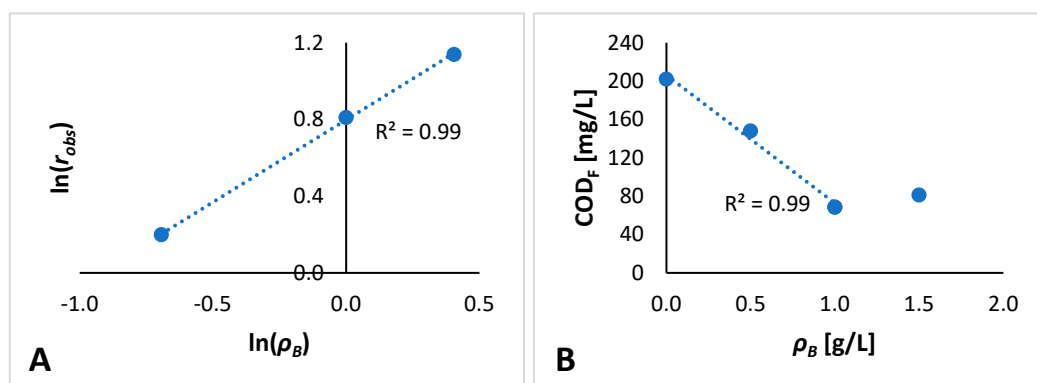 1.2
0.8
0.4
0.0
-1.0
-0.5
0.0
0.5
ln(r_obs)
R² = 0.99
ln(ρ_B)
A
240
200
160
120
80
40
0
0.0
0.5
1.0
1.5
2.0
COD_F [mg/L]
R² = 0.99
ρ_B [g/L]
B